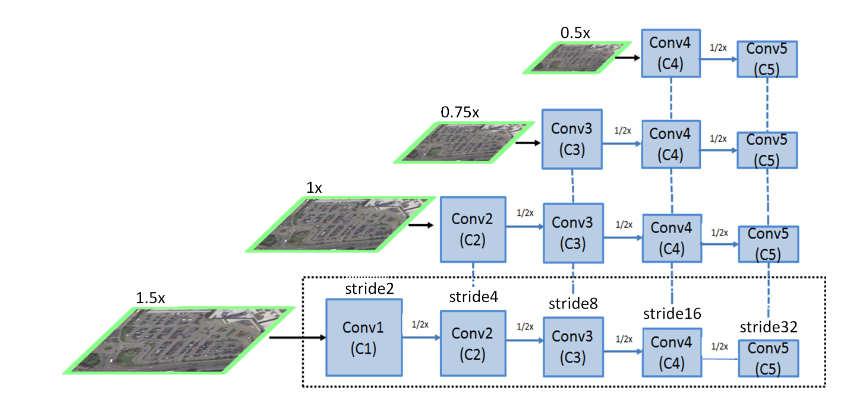 0.5x
Conv4
(C4)
1/2x
Conv5
(C5)
0.75x
Conv3
(C3)
1/2x
Conv4
(C4)
1/2x
Conv5
(C5)
1x
Conv2
(C2)
1/2x
Conv3
(C3)
1/2x
Conv4
(C4)
1/2x
Conv5
(C5)
1.5x
stride2
Conv1
(C1)
1/2x
stride4
Conv2
(C2)
1/2x
stride8
Conv3
(C3)
1/2x
stride16
Conv4
(C4)
1/2x
stride32
Conv5
(C5)